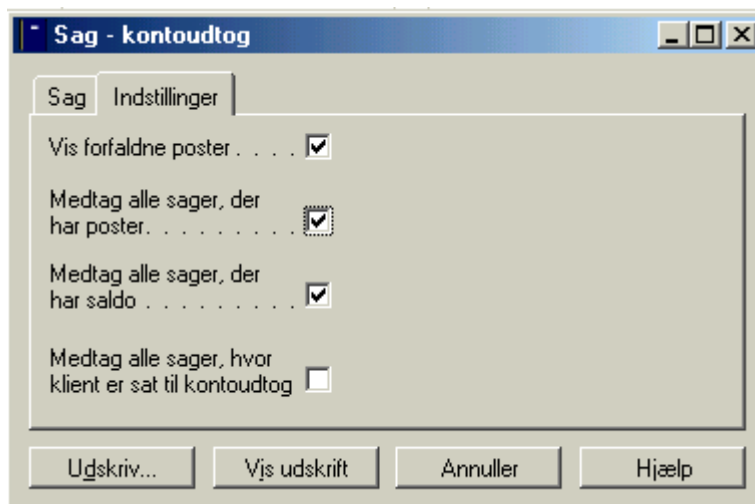 Sag - kontoudtog
Sag
Indstillinger
Vis forfaldne poster . . . .
Medtag alle sager, der
har poster. . . . . . . . . .
Medtag alle sager, der
har saldo . . . . . . . . .
Medtag alle sager, hvor
klient er sat til kontoudtog
Udskriv...
Vis udskrift
Annuller
Hjælp